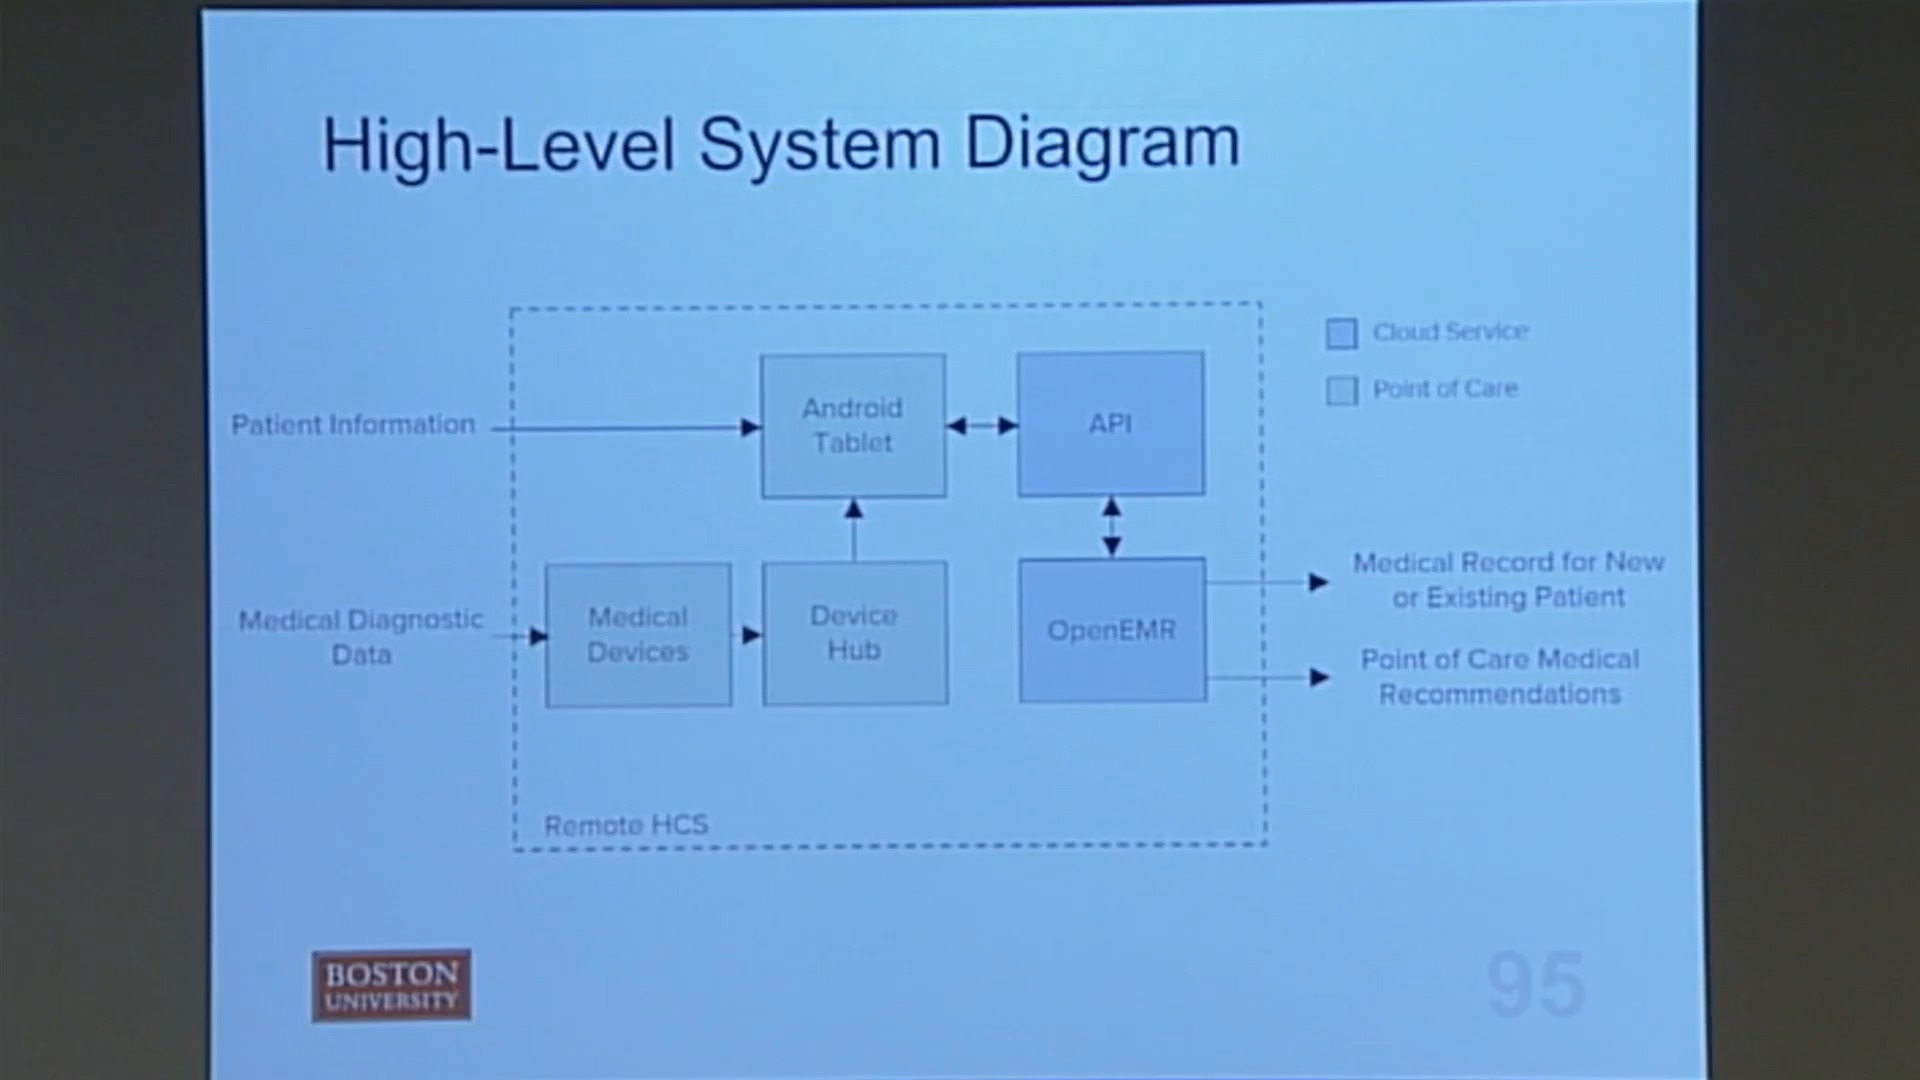 High-Level System Diagram
Cloud Service
Point of Care
Patient Information
Android
Tablet
API
Medical Diagnostic
Data
Medical
Devices
Device
Hub
OpenEMR
Medical Record for New
or Existing Patient
Point of Care Medical
Recommendations
Remote HCS
BOSTON
UNIVERSITY
95